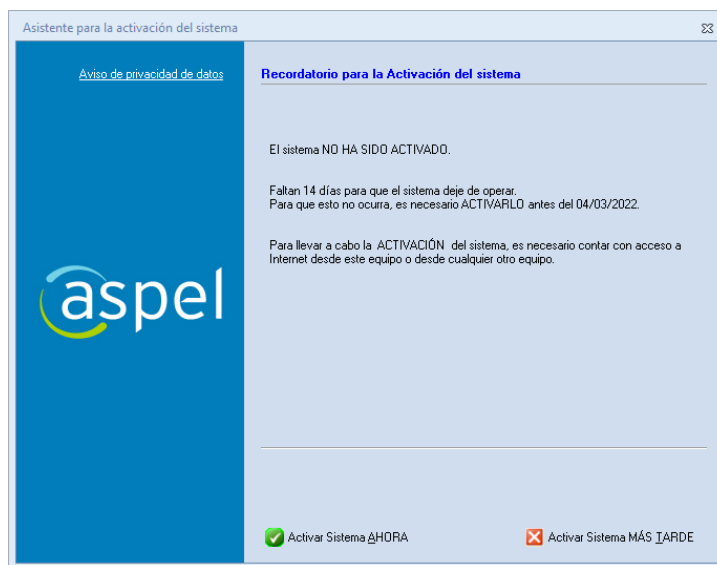 Asistente para la activación del sistema
Aviso de privacidad de datos
Recordatorio para la Activación del sistema
El sistema NO HA SIDO ACTIVADO.
Faltan 14 días para que el sistema deje de operar.
Para que esto no ocurra, es necesario ACTIVARLO antes del 04/03/2022.
Para llevar a cabo la ACTIVACIÓN del sistema, es necesario contar con acceso a
Internet desde este equipo o desde cualquier otro equipo.
aspel
Activar Sistema AHORA
Activar Sistema MÁS TARDE